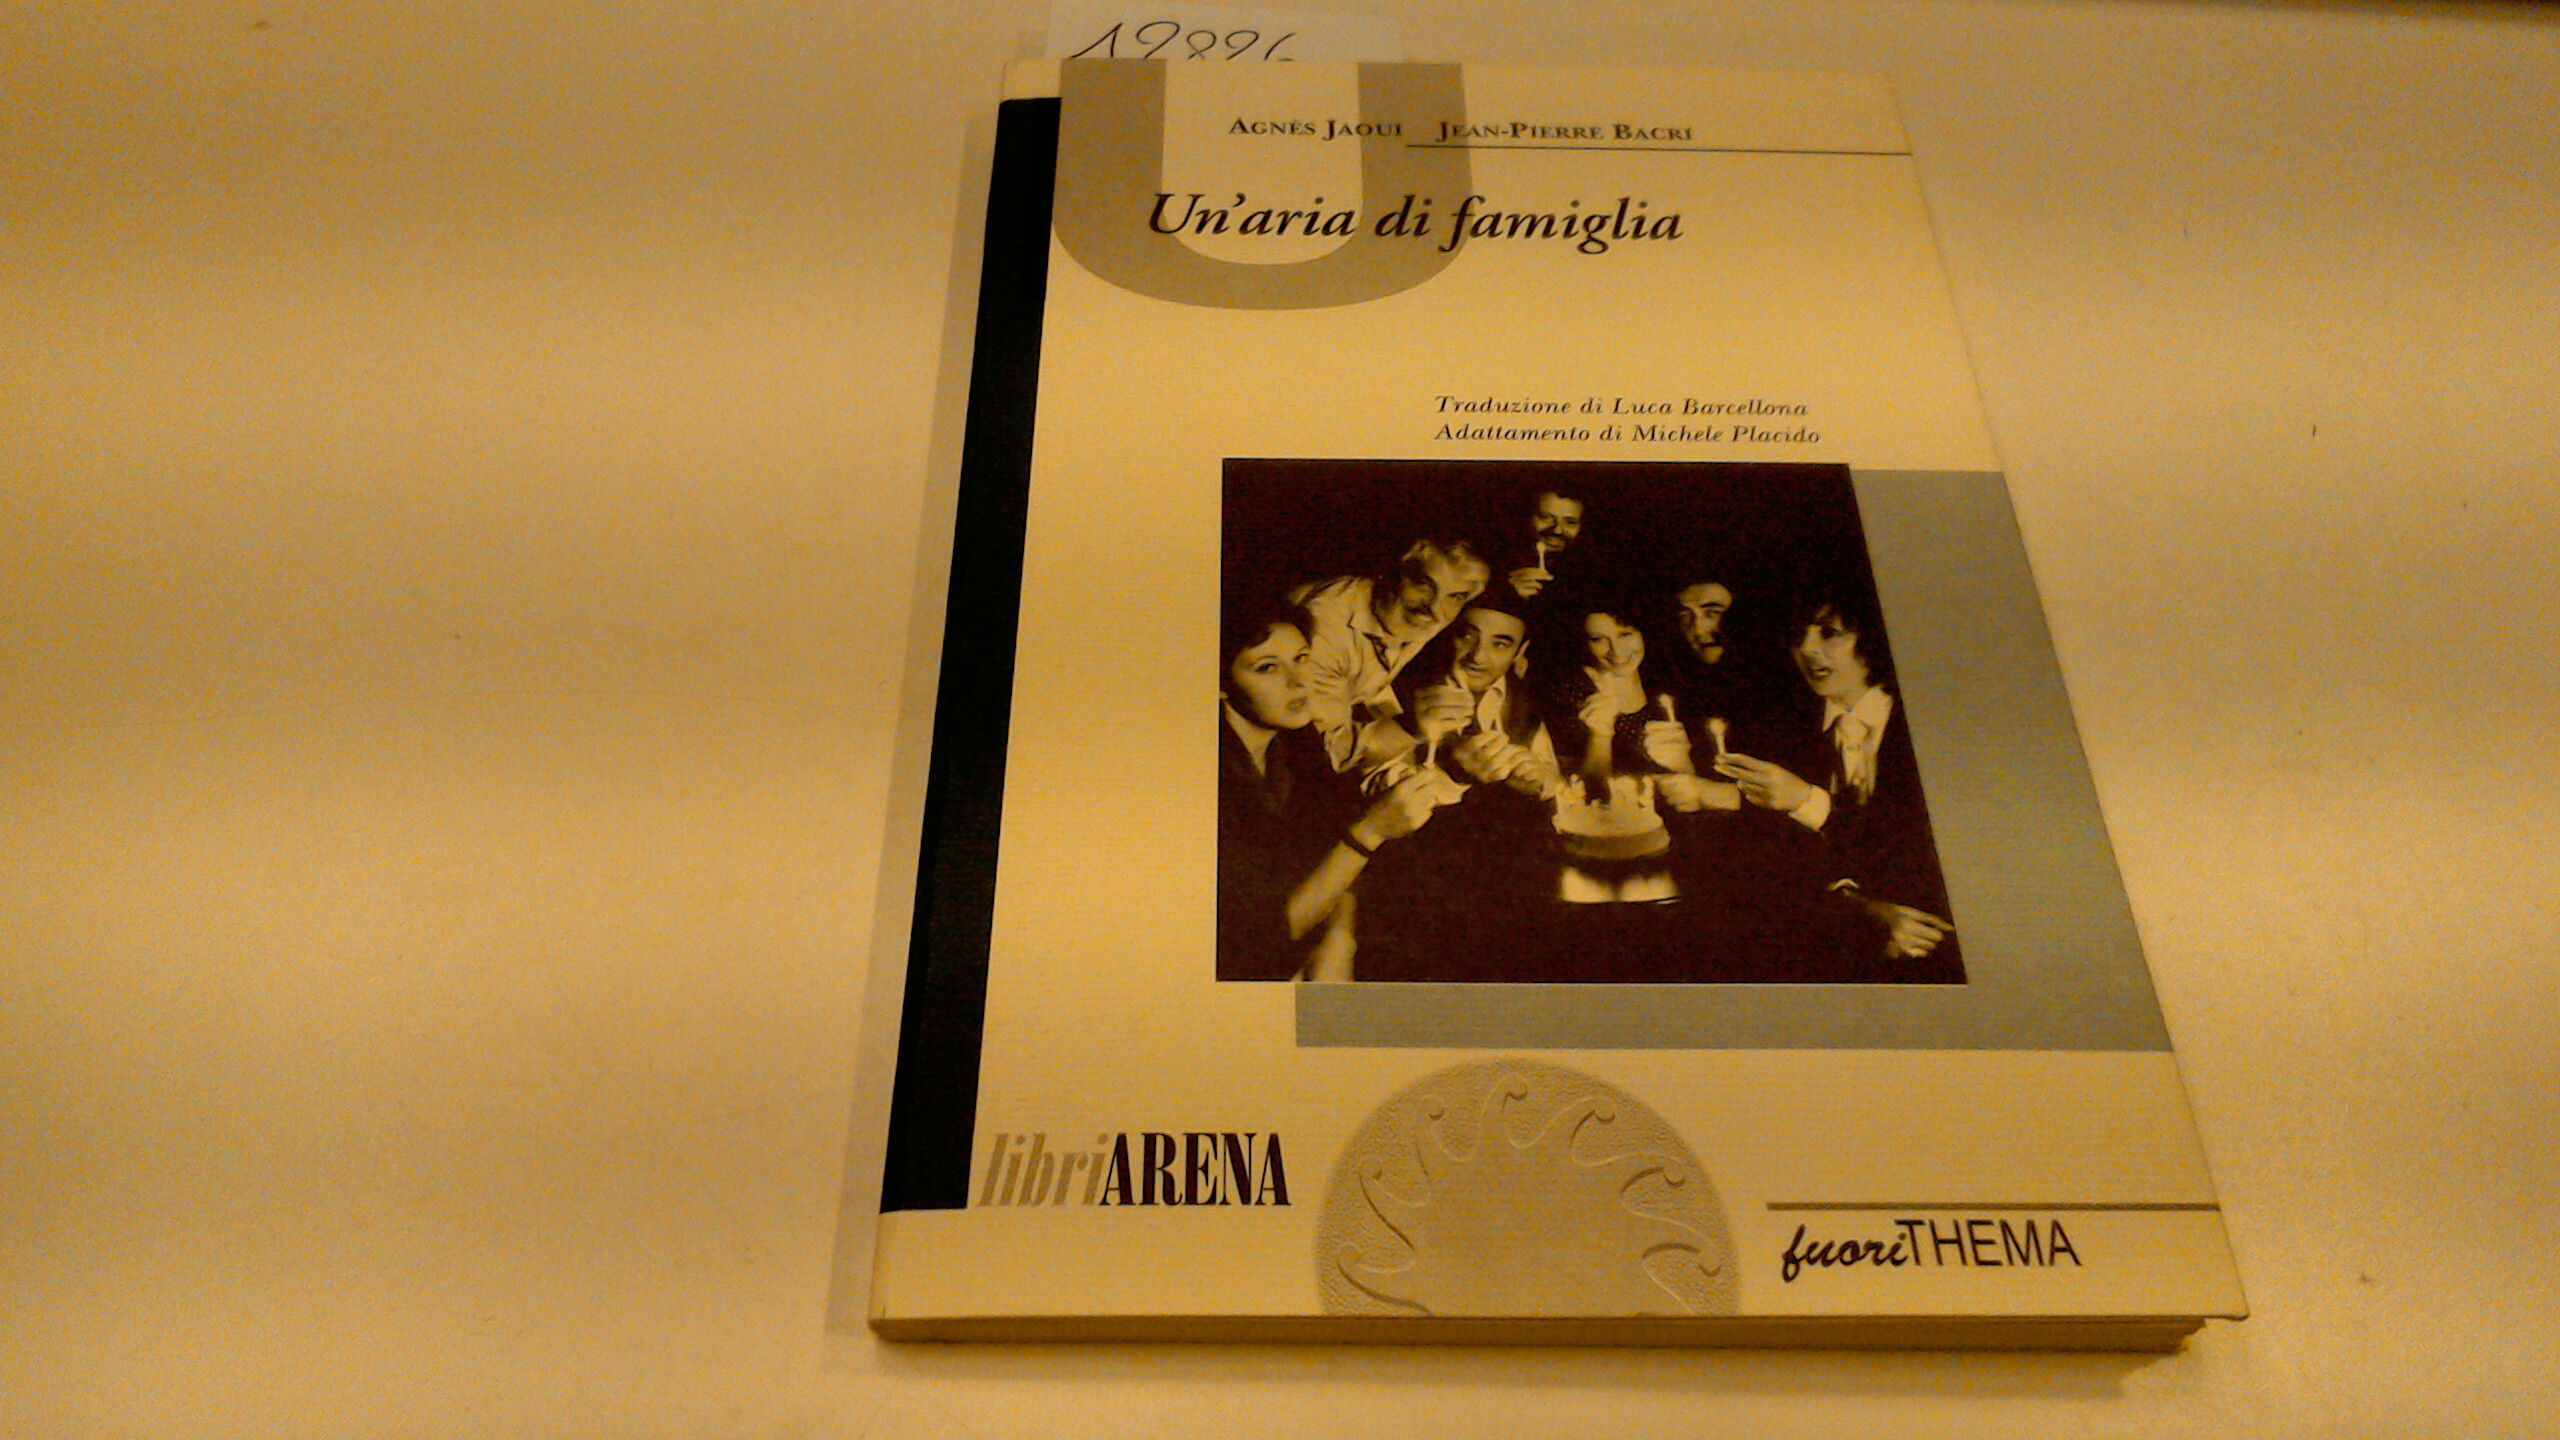 Agnès Jaoui Jean-Pierre Bacri
Un'aria di famiglia
Traduzione di Luca Barcellona
Adattamento di Michele Placido
libriARENA
fuoriTHEMA